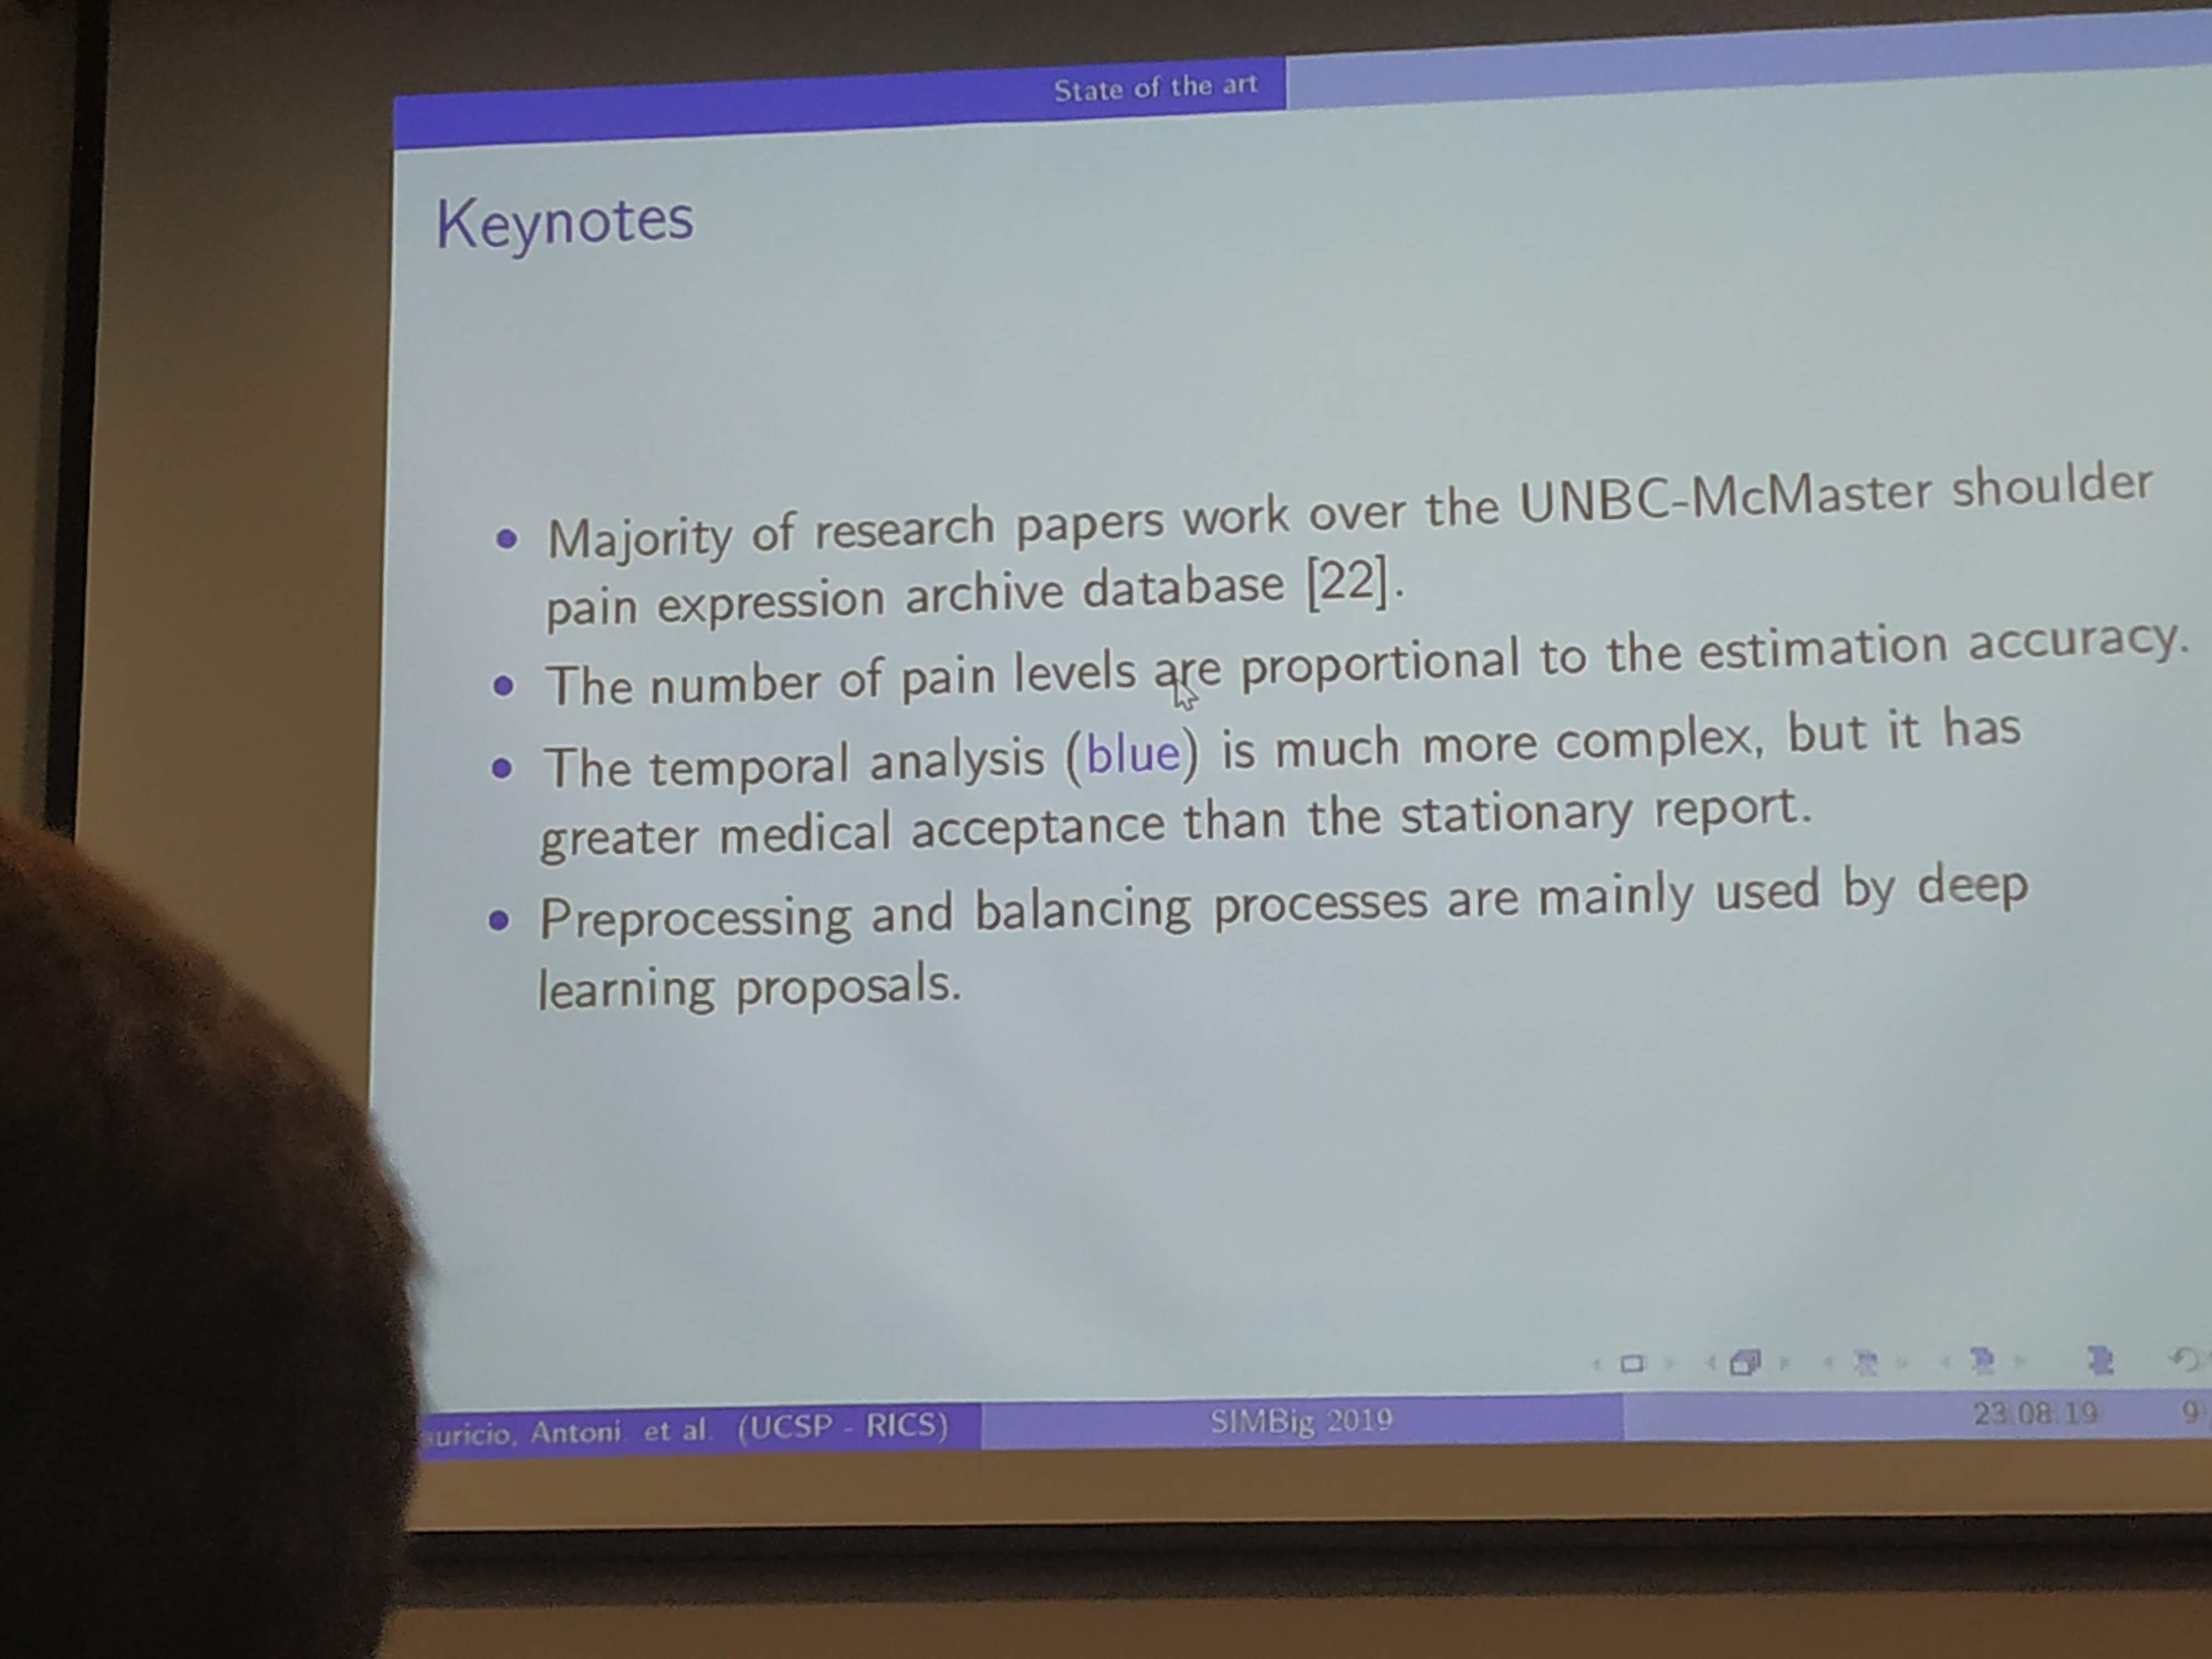 State of the art
Keynotes
• Majority of research papers work over the UNBC-McMaster shoulder
pain expression archive database [22].
• The number of pain levels are proportional to the estimation accuracy.
• The temporal analysis (blue) is much more complex, but it has
greater medical acceptance than the stationary report.
• Preprocessing and balancing processes are mainly used by deep
learning proposals.
uricio, Antoni et al. (UCSP - RICS) SIMBig 2019 23.08.19 9